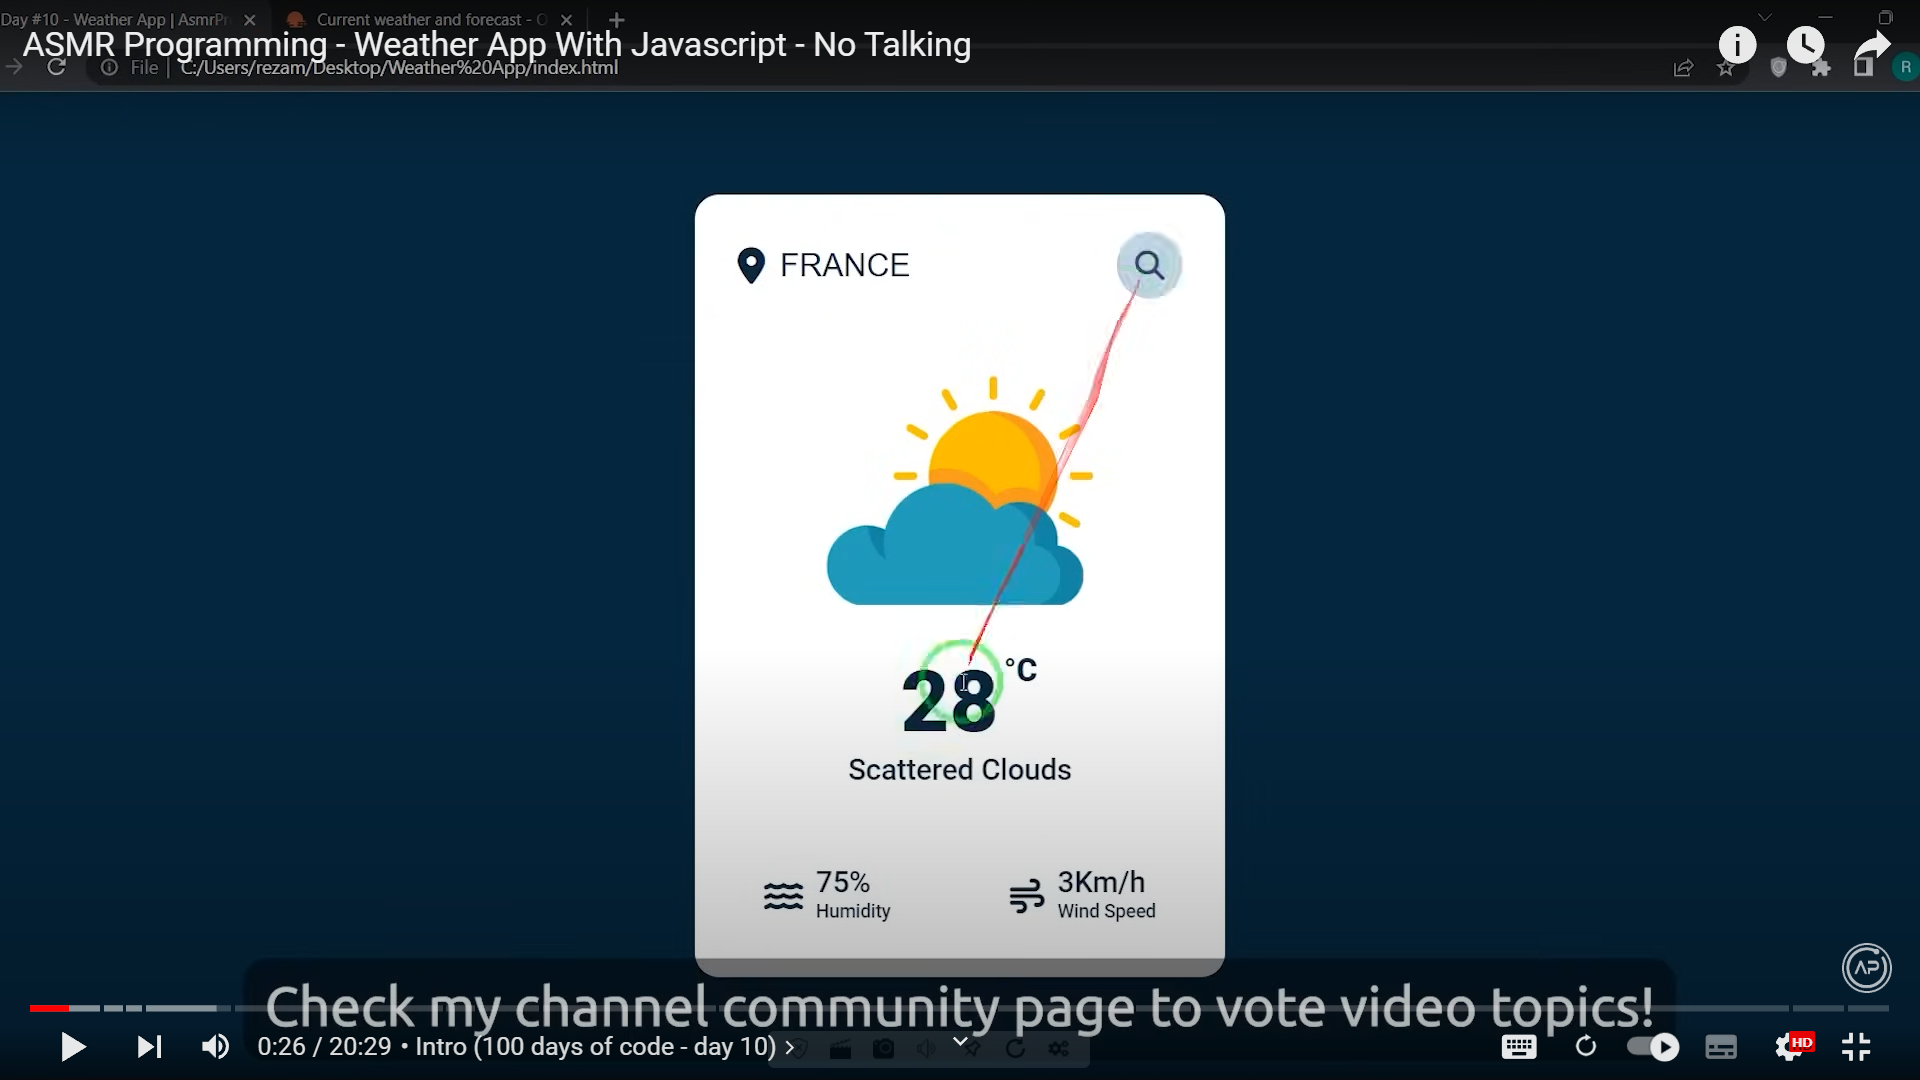 Day #10 - Weather App | AsmrPr
Current weather and forecast - O
ASMR Programming - Weather App With Javascript - No Talking
File
C:/Users/rezam/Desktop/Weather%20App/index.html
R
FRANCE
28 °C
Scattered Clouds
75%
Humidity
3Km/h
Wind Speed
AP
Check my channel community page to vote video topics!
0:26 / 20:29 • Intro (100 days of code - day 10)
HD